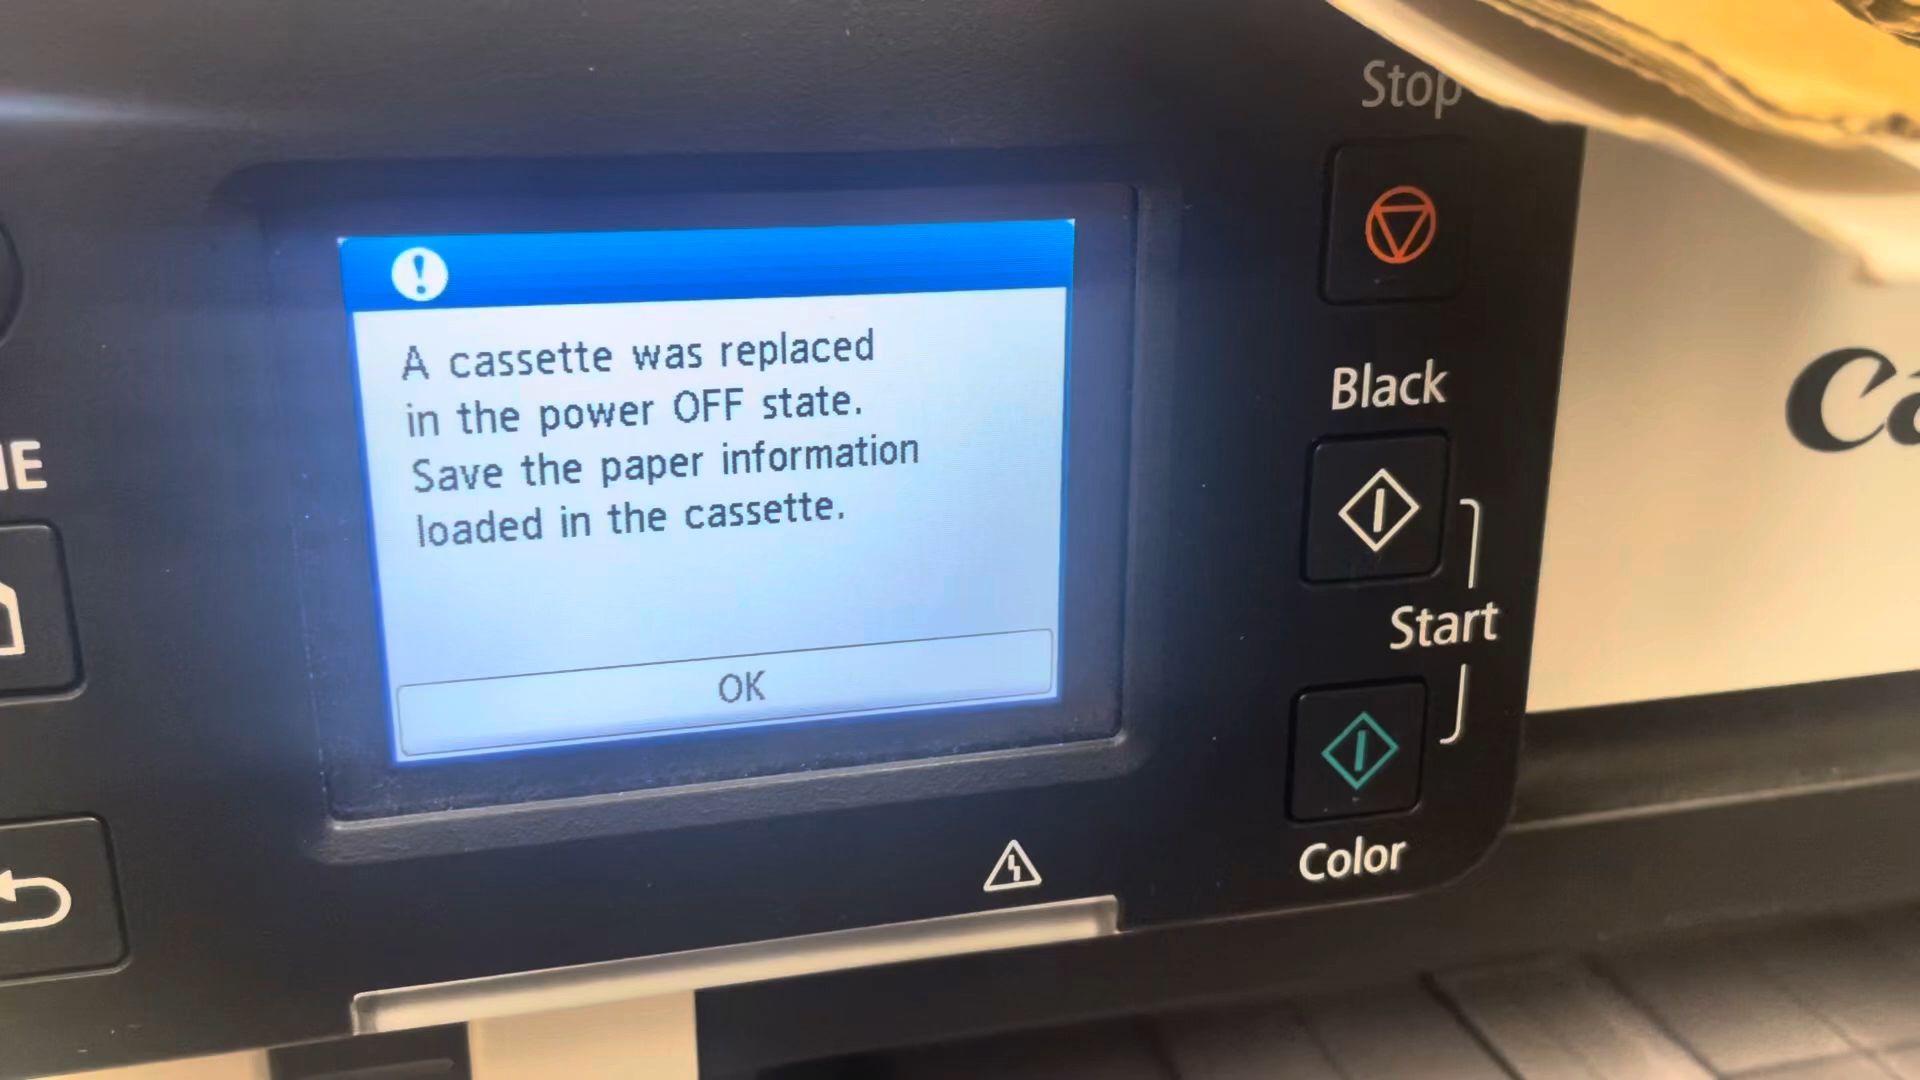 Stop
A cassette was replaced
in the power OFF state.
Save the paper information
loaded in the cassette.
OK
Black
Start
Color